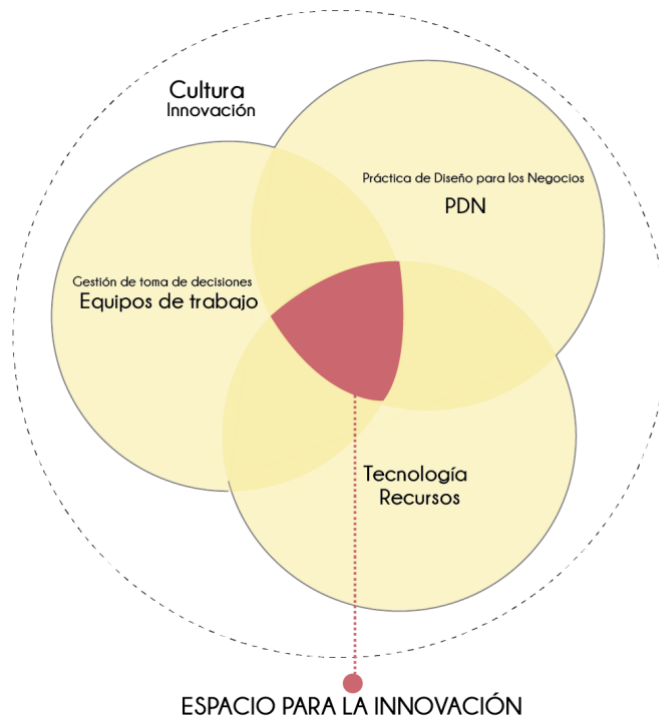 Cultura
Innovación
Práctica de Diseño para los Negocios
PDN
Gestión de toma de decisiones
Equipos de trabajo
Tecnología
Recursos
ESPACIO PARA LA INNOVACIÓN